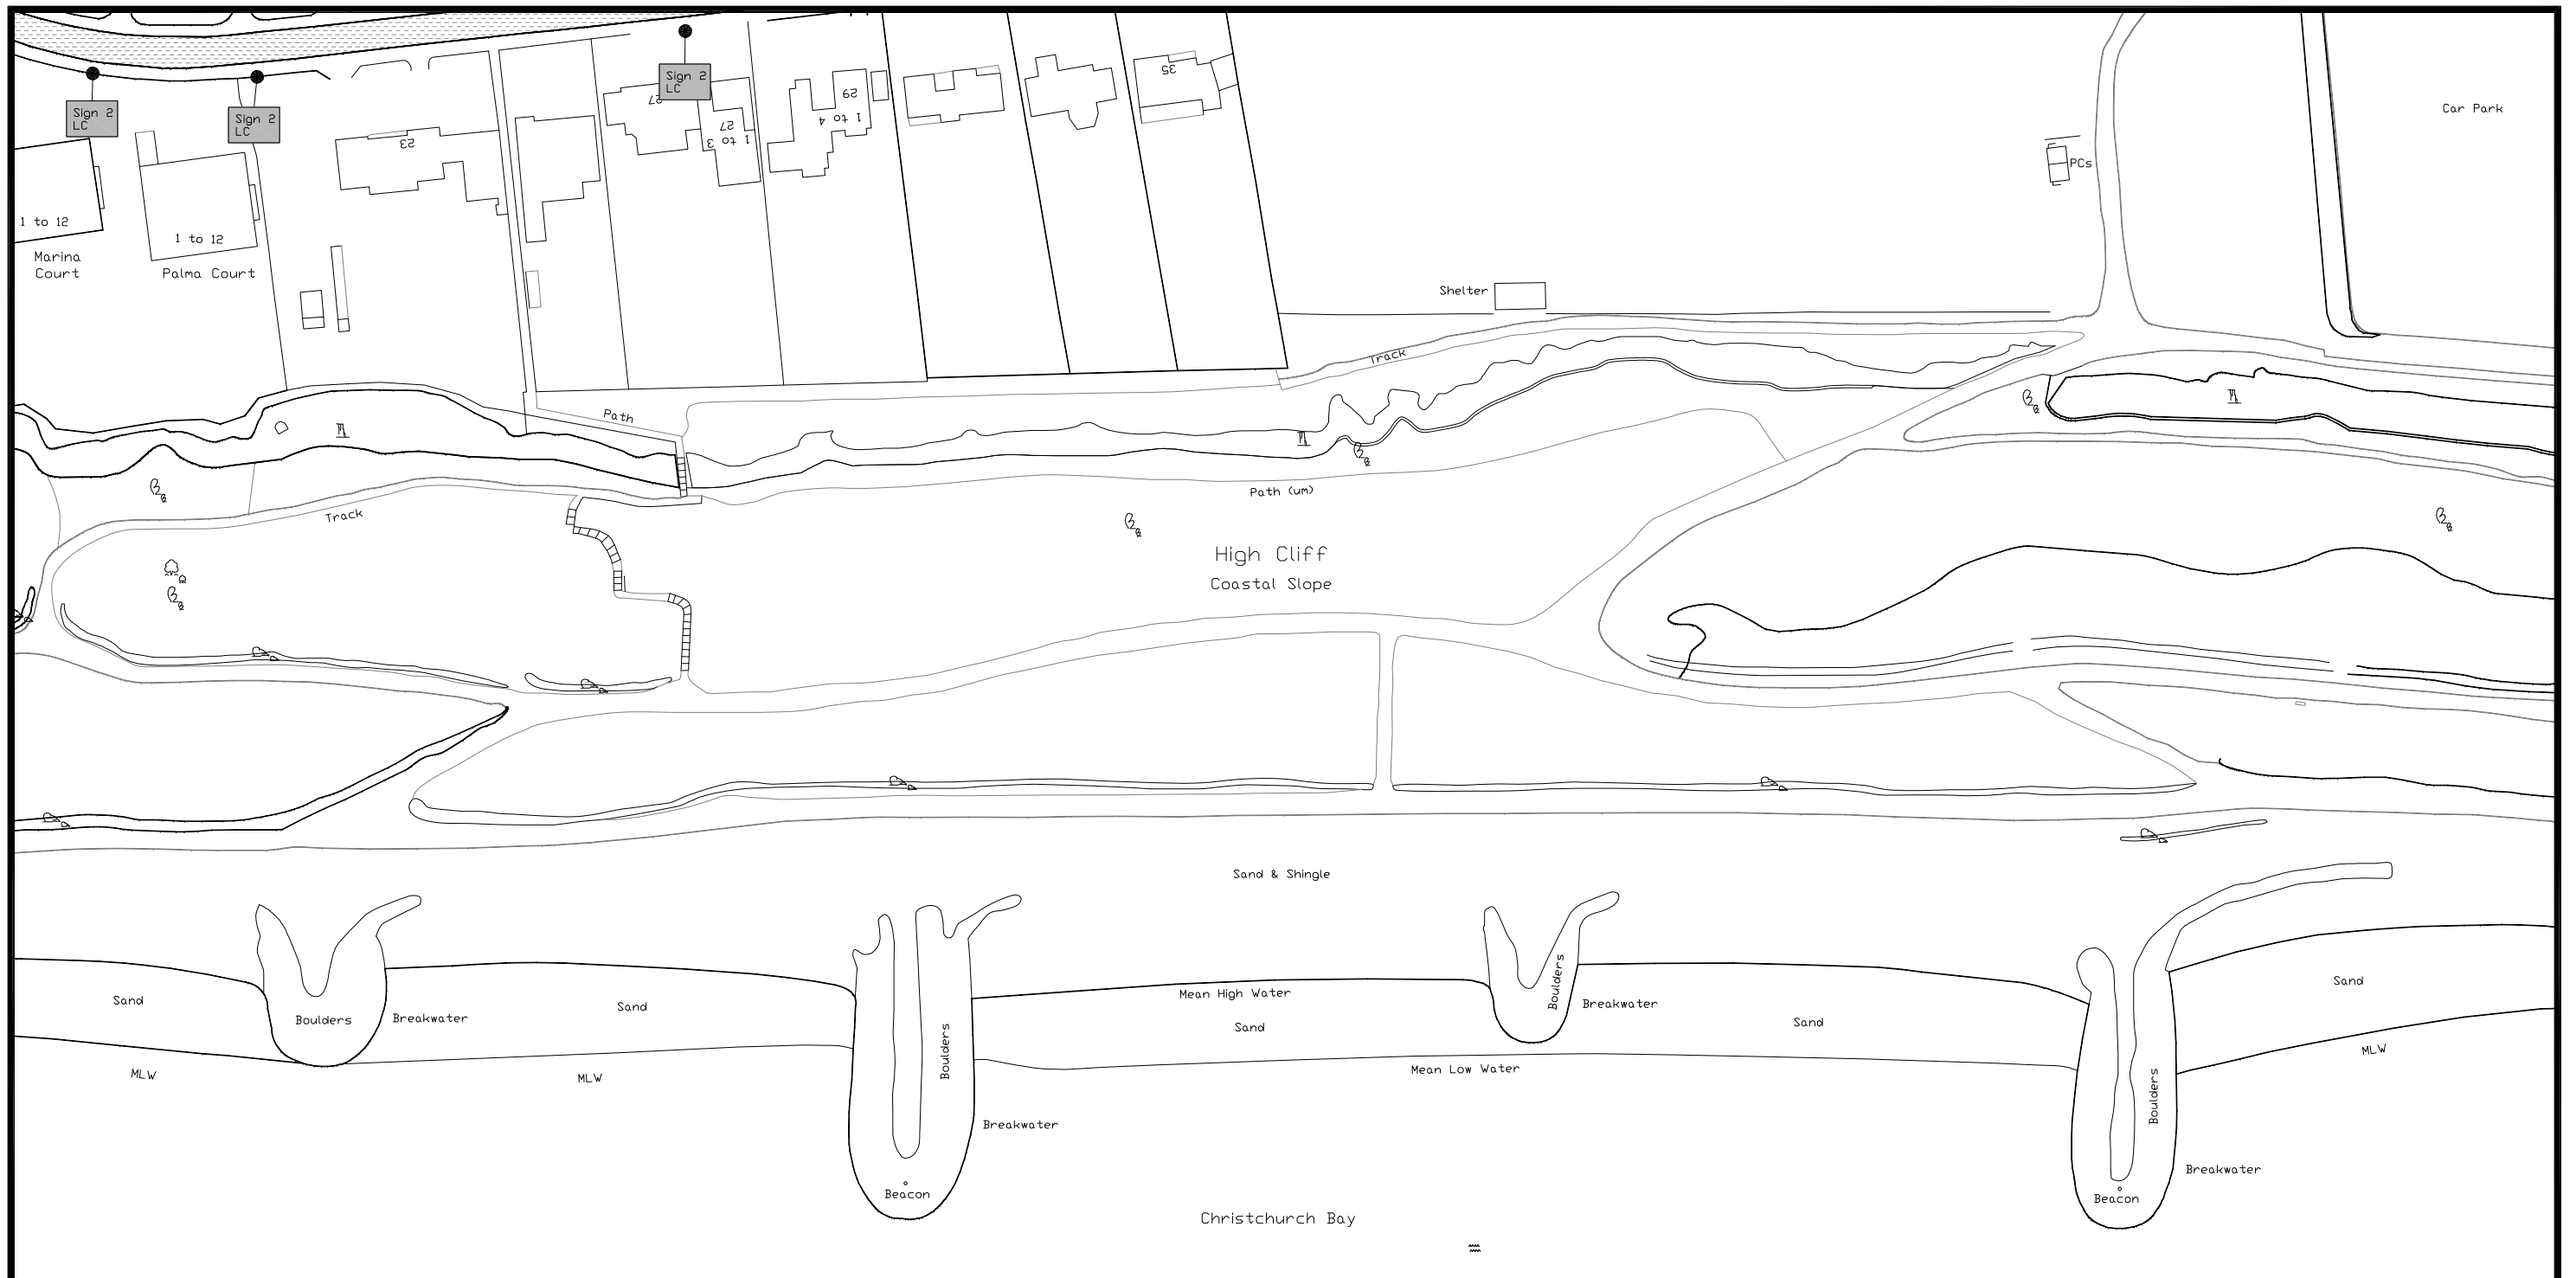 Sign 2
LC
Sign 2
LC
Sign 2
LC
35
29
1 to 4
27
27
1 to 3
23
Car Park
PCs
1 to 12
Marina
Court
1 to 12
Palma Court
Shelter
Track
Path
Path (um)
Track
High Cliff
Coastal Slope
Sand & Shingle
Mean High Water
Sand
Boulders
Breakwater
Sand
Boulders
Sand
Boulders
Breakwater
Sand
Sand
MLW
MLW
Mean Low Water
MLW
Boulders
Breakwater
Breakwater
Beacon
Beacon
Christchurch Bay